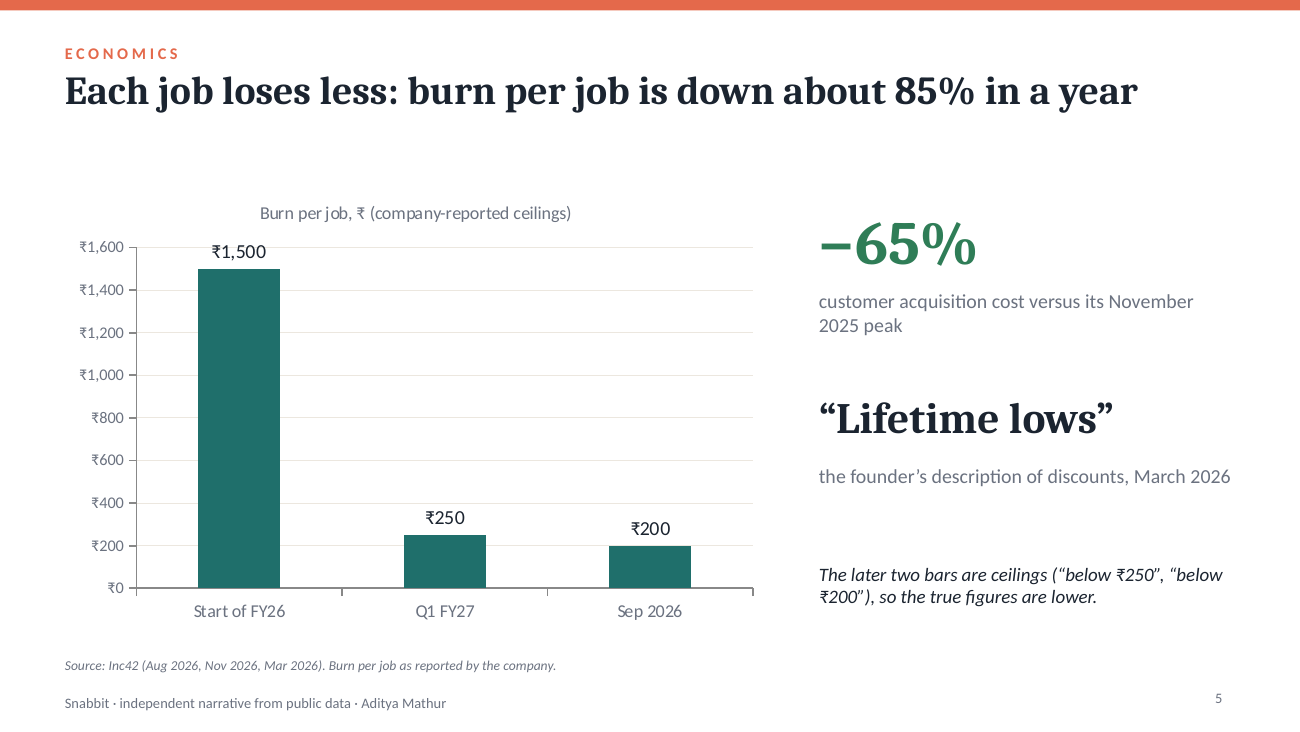 ECONOMICS
Each job loses less: burn per job is down about 85% in a year
Burn per job, ₹ (company-reported ceilings)
₹1,600
₹1,400
₹1,200
₹1,000
₹800
₹600
₹400
₹200
₹0
₹1,500
₹250
₹200
Start of FY26
Q1 FY27
Sep 2026
−65%
customer acquisition cost versus its November
2025 peak
“Lifetime lows”
the founder’s description of discounts, March 2026
The later two bars are ceilings (“below ₹250”, “below
₹200”), so the true figures are lower.
Source: Inc42 (Aug 2026, Nov 2026, Mar 2026). Burn per job as reported by the company.
Snabbit · independent narrative from public data · Aditya Mathur
5